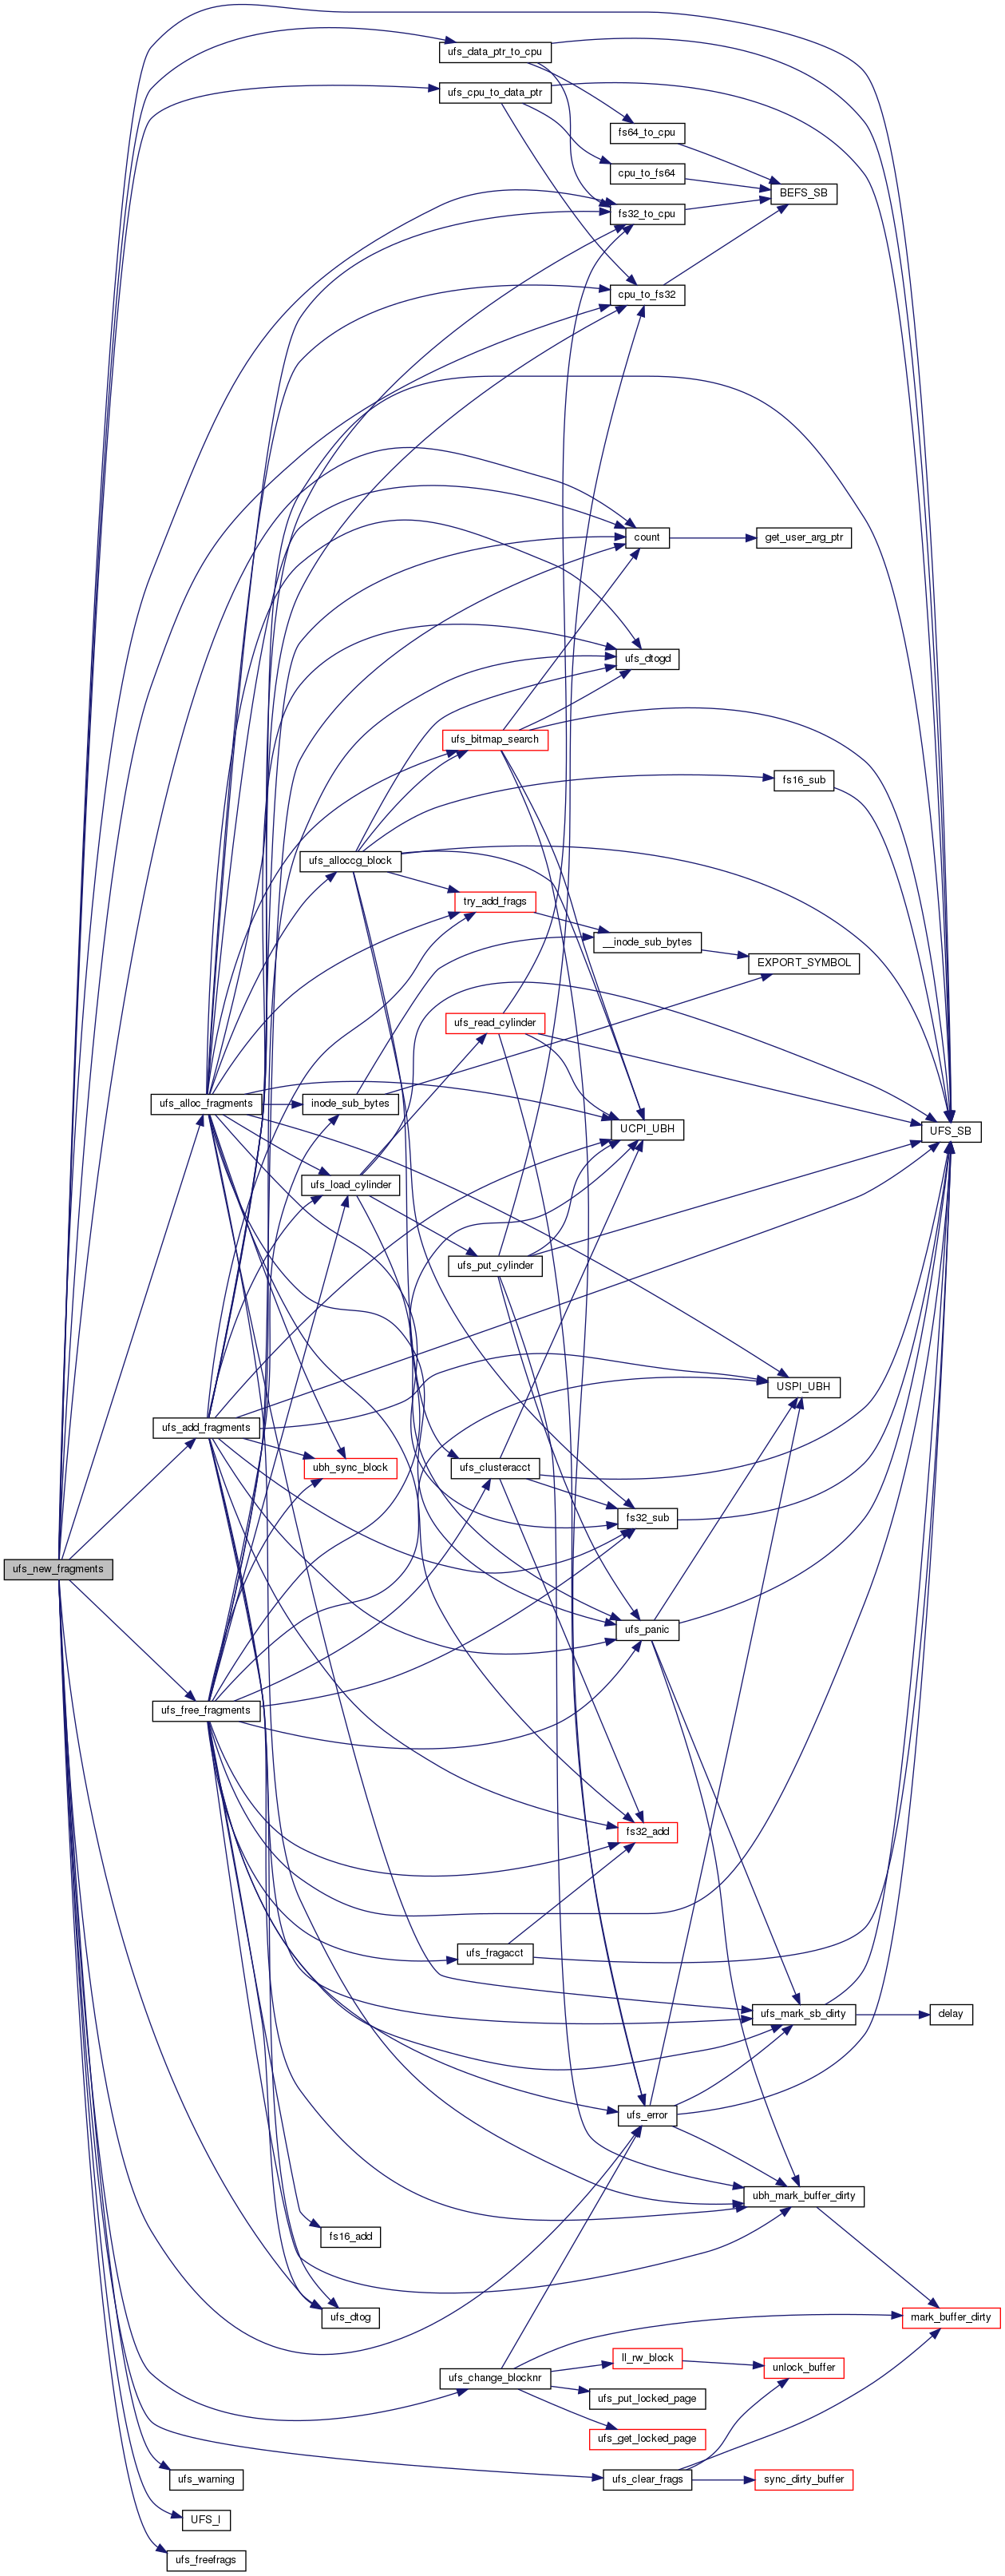 ufs_data_ptr_to_cpu
ufs_cpu_to_data_ptr
fs64_to_cpu
cpu_to_fs64
BEFS_SB
fs32_to_cpu
cpu_to_fs32
count
get_user_arg_ptr
ufs_dtogd
ufs_bitmap_search
fs16_sub
ufs_alloccg_block
try_add_frags
__inode_sub_bytes
EXPORT_SYMBOL
ufs_read_cylinder
ufs_alloc_fragments
inode_sub_bytes
UCPI_UBH
UFS_SB
ufs_load_cylinder
ufs_put_cylinder
USPI_UBH
ufs_add_fragments
ubh_sync_block
ufs_clusteracct
fs32_sub
ufs_new_fragments
ufs_panic
ufs_free_fragments
fs32_add
ufs_fragacct
ufs_mark_sb_dirty
delay
ufs_error
ubh_mark_buffer_dirty
fs16_add
ufs_dtog
mark_buffer_dirty
ll_rw_block
unlock_buffer
ufs_change_blocknr
ufs_put_locked_page
ufs_get_locked_page
ufs_warning
ufs_clear_frags
sync_dirty_buffer
UFS_I
ufs_freefrags